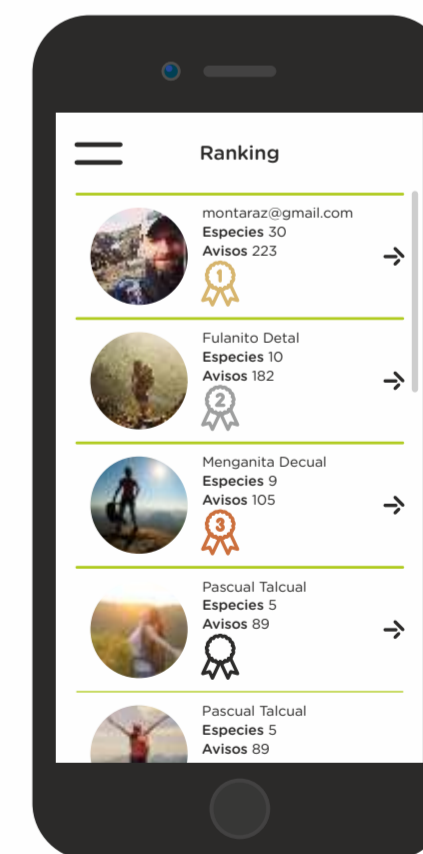 Ranking
montaraz@gmail.com
Especies 30
Avisos 223
1
Fulanito Detal
Especies 10
Avisos 182
2
Menganita Decual
Especies 9
Avisos 105
3
Pascual Talcual
Especies 5
Avisos 89
Pascual Talcual
Especies 5
Avisos 89